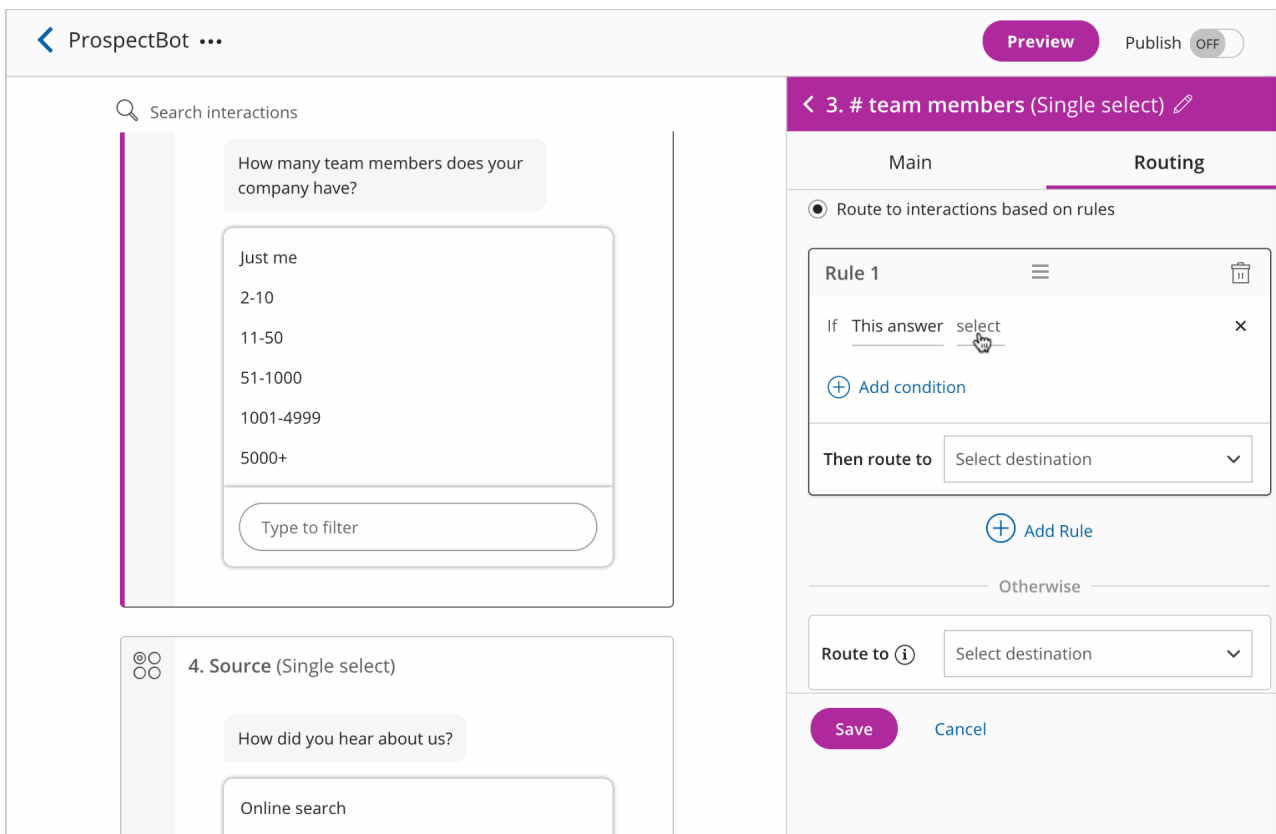 ProspectBot
Preview
Publish
OFF
Search interactions
How many team members does your
company have?
Just me
2-10
11-50
51-1000
1001-4999
5000+
Type to filter
4. Source (Single select)
How did you hear about us?
Online search
3. # team members (Single select)
Main
Routing
Route to interactions based on rules
Rule 1
If This answer select
Add condition
Then route to Select destination
Add Rule
Otherwise
Route to Select destination
Save
Cancel